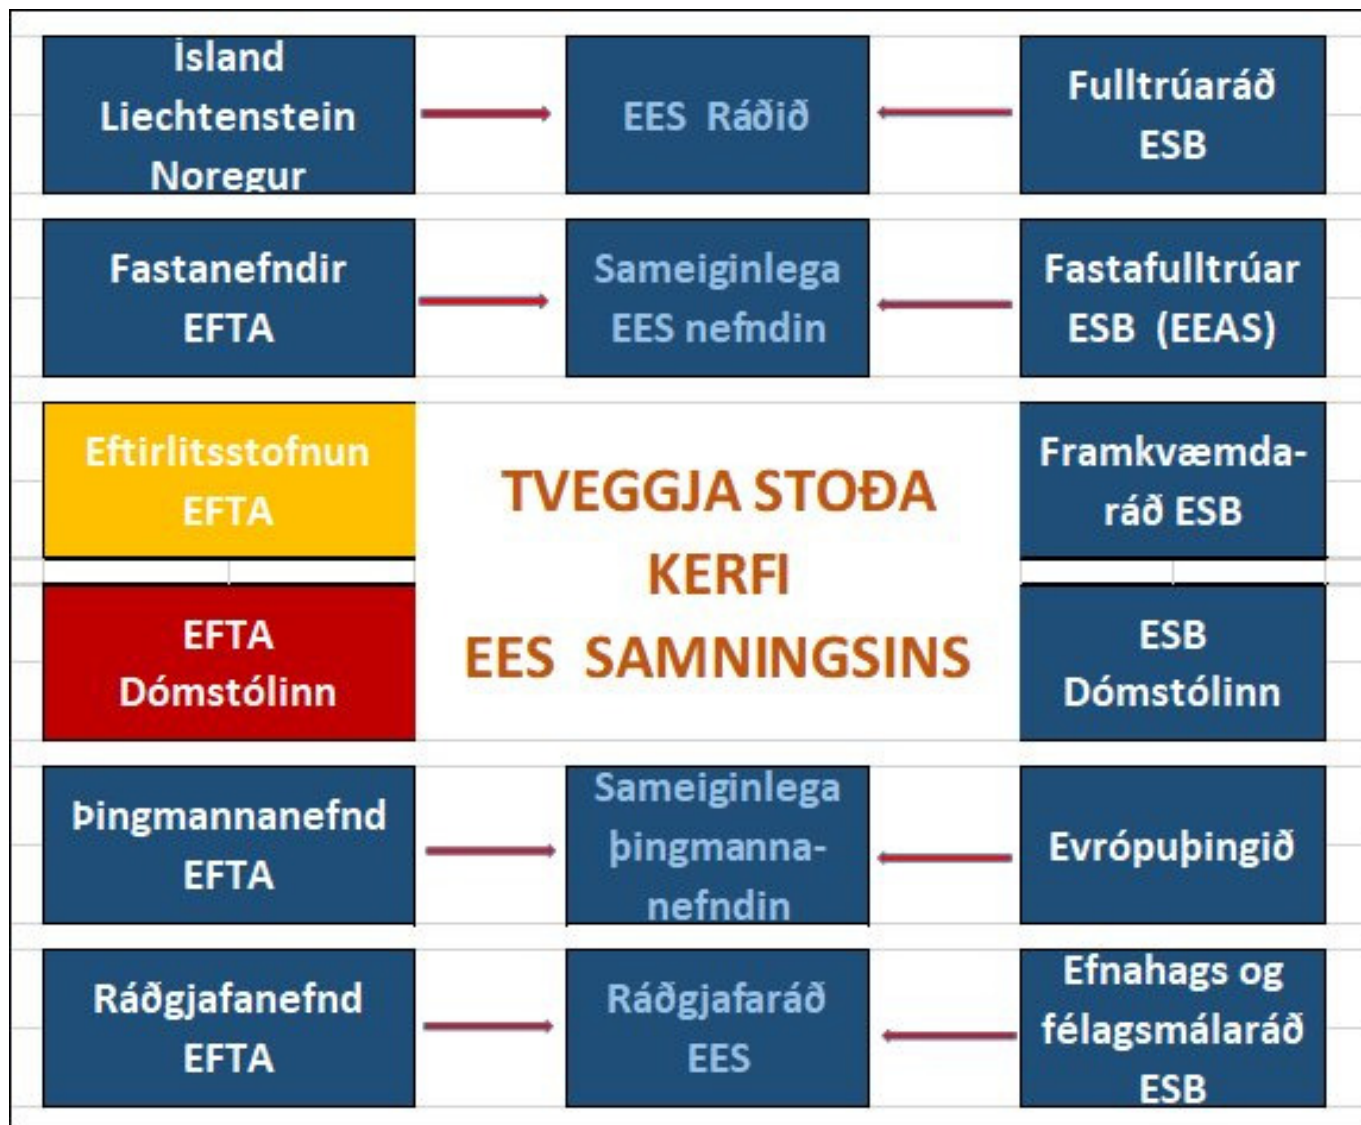 Ísland
Liechtenstein
Noregur
EES Ráðið
Fulltrúaráð
ESB
Fastanefndir
EFTA
Sameiginlega
EES nefndin
Fastafulltrúar
ESB (EEAS)
Eftirlitsstofnun
EFTA
TVEGGJA STOÐA
KERFI
EES SAMNINGSINS
Framkvæmda-
ráð ESB
EFTA
Dómstólinn
ESB
Dómstólinn
Þingmannanefnd
EFTA
Sameiginlega
þingmanna-
nefndin
Evrópuþingið
Ráðgjafanefnd
EFTA
Ráðgjafaráð
EES
Efnahags og
félagsmálaráð
ESB